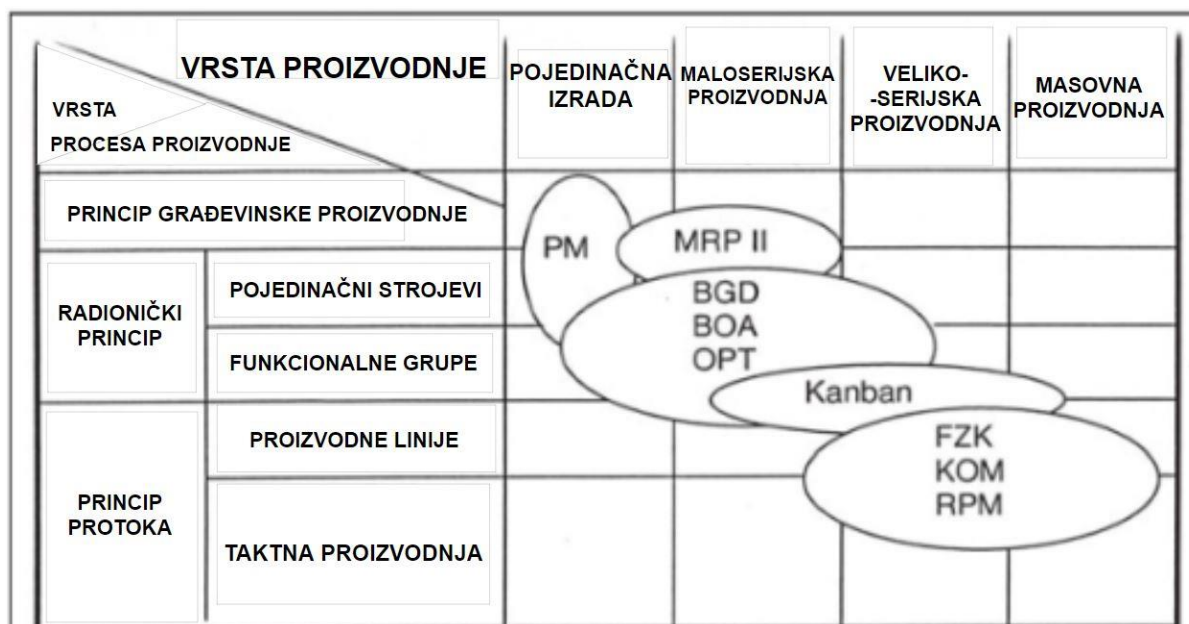 VRSTA PROIZVODNJE
VRSTA
PROCESA PROIZVODNJE
POJEDINAČNA
IZRADA
MALOSERIJSKA
PROIZVODNJA
VELIKO-
-SERIJSKA
PROIZVODNJA
MASOVNA
PROIZVODNJA
PRINCIP GRAĐEVINSKE PROIZVODNJE
RADIONIČKI
PRINCIP
POJEDINAČNI STROJEVI
FUNKCIONALNE GRUPE
PRINCIP
PROTOKA
PROIZVODNE LINIJE
TAKTNA PROIZVODNJA
PM
MRP II
BGD
BOA
OPT
Kanban
FZK
KOM
RPM